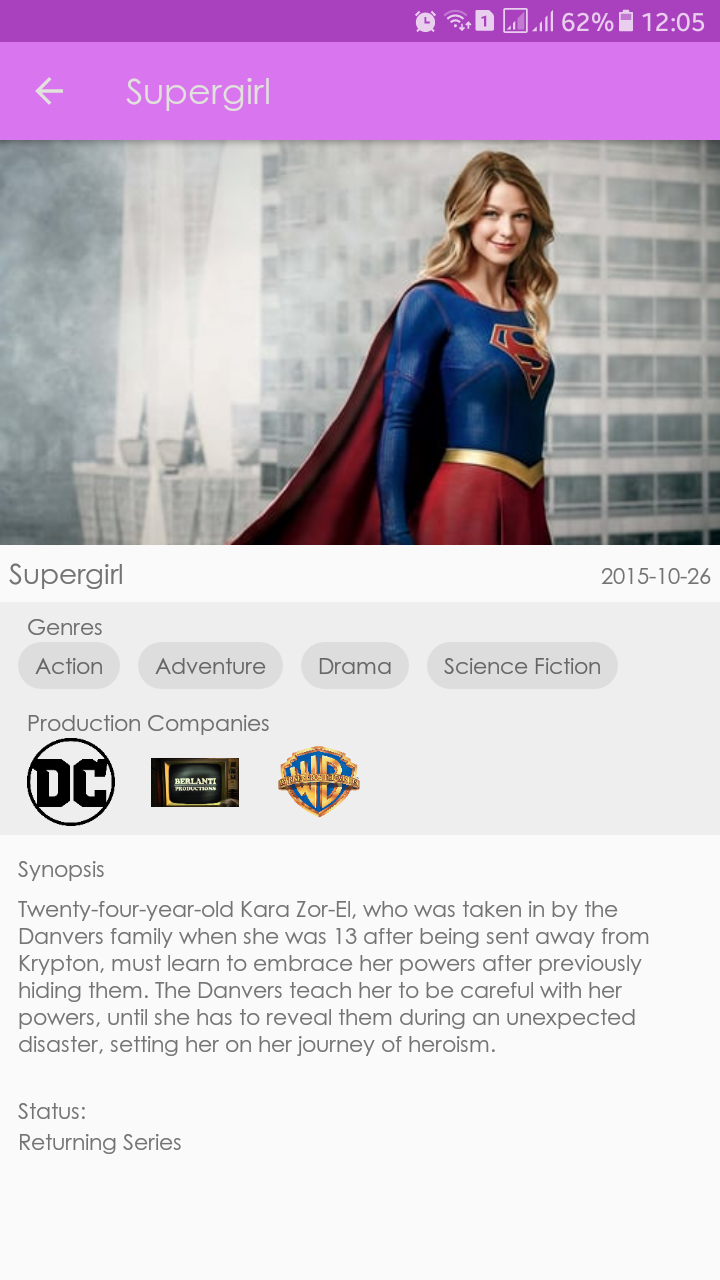 1 62% 12:05
Supergirl
Supergirl 2015-10-26
Genres
Action Adventure Drama Science Fiction
Production Companies
DC BERLANTI PRODUCTIONS WB
Synopsis
Twenty-four-year-old Kara Zor-El, who was taken in by the
Danvers family when she was 13 after being sent away from
Krypton, must learn to embrace her powers after previously
hiding them. The Danvers teach her to be careful with her
powers, until she has to reveal them during an unexpected
disaster, setting her on her journey of heroism.
Status:
Returning Series